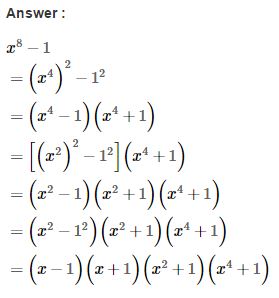 Answer :
x⁸ − 1
= (x⁴)² − 1²
= (x⁴ − 1)(x⁴ + 1)
= [(x²)² − 1²](x⁴ + 1)
= (x² − 1)(x² + 1)(x⁴ + 1)
= (x² − 1²)(x² + 1)(x⁴ + 1)
= (x − 1)(x + 1)(x² + 1)(x⁴ + 1)